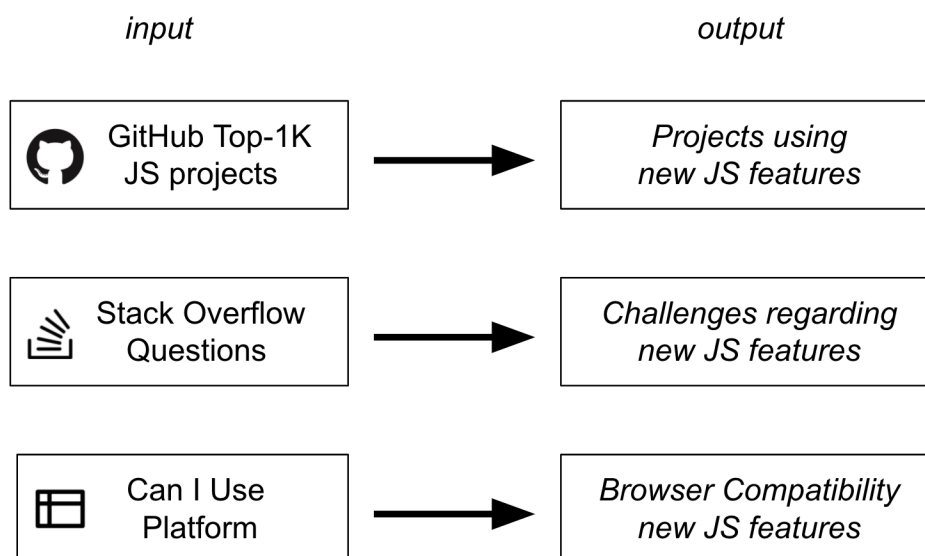 input
output
GitHub Top-1K
JS projects
Projects using
new JS features
Stack Overflow
Questions
Challenges regarding
new JS features
Can I Use
Platform
Browser Compatibility
new JS features